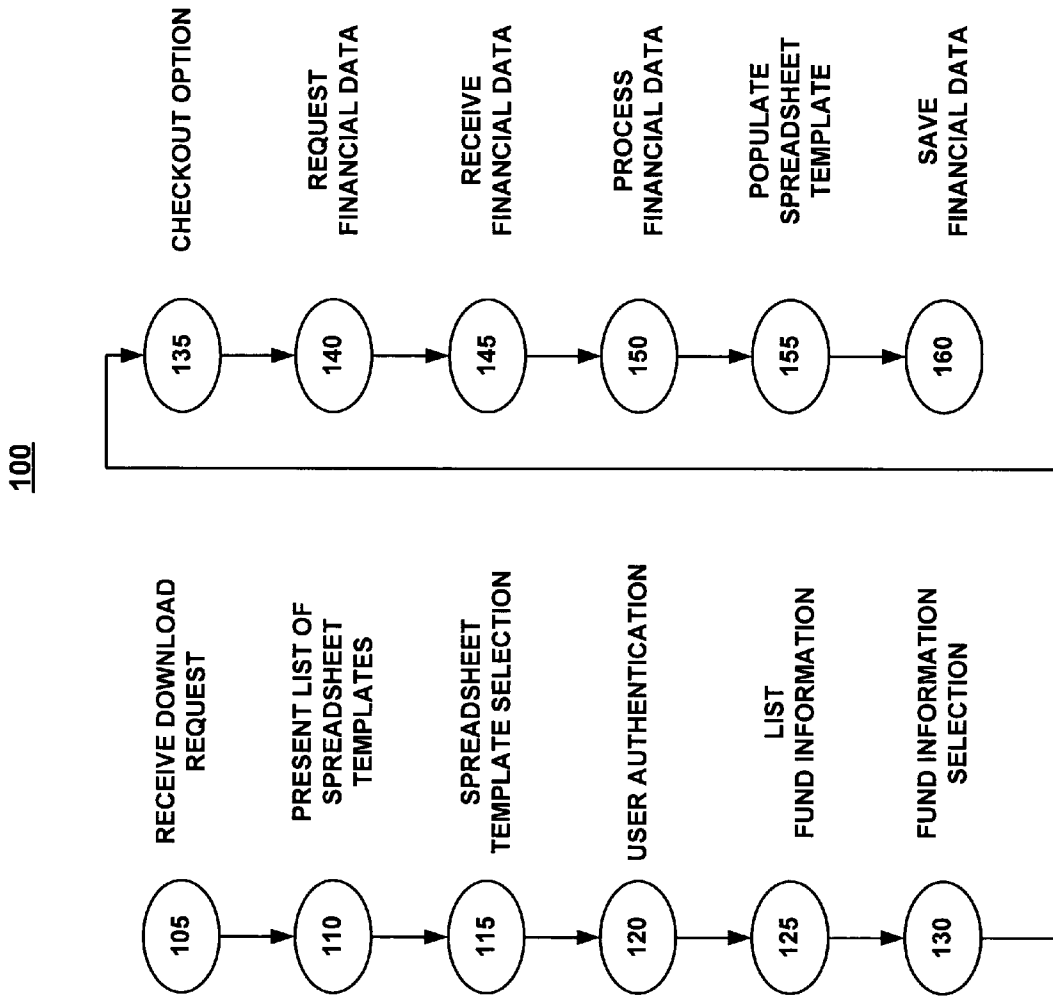 100
105
RECEIVE DOWNLOAD
REQUEST
110
PRESENT LIST OF
SPREADSHEET
TEMPLATES
115
SPREADSHEET
TEMPLATE SELECTION
120
USER AUTHENTICATION
125
LIST
FUND INFORMATION
130
FUND INFORMATION
SELECTION
135
CHECKOUT OPTION
140
REQUEST
FINANCIAL DATA
145
RECEIVE
FINANCIAL DATA
150
PROCESS
FINANCIAL DATA
155
POPULATE
SPREADSHEET
TEMPLATE
160
SAVE
FINANCIAL DATA